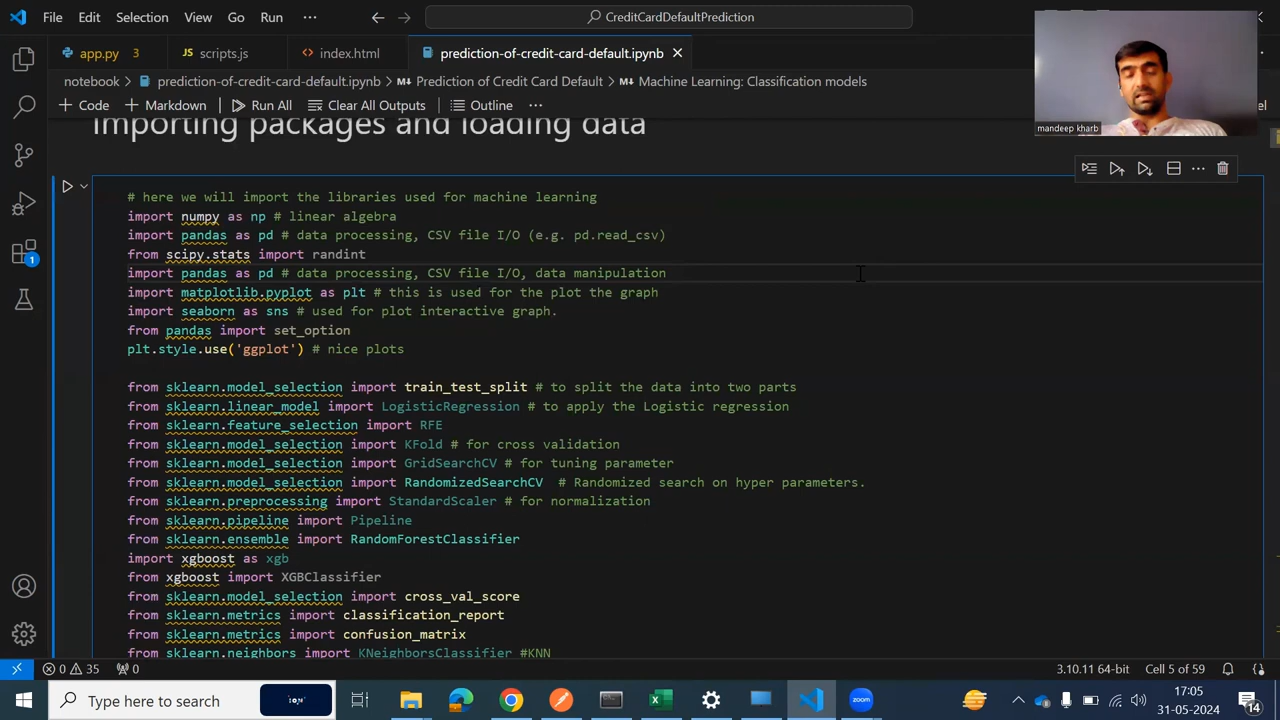 File Edit Selection View Go Run ··· CreditCardDefaultPrediction
app.py 3 JS scripts.js <> index.html prediction-of-credit-card-default.ipynb
notebook > prediction-of-credit-card-default.ipynb > Prediction of Credit Card Default > Machine Learning: Classification models
+ Code + Markdown Run All Clear All Outputs Outline ···
mandeep kharb
Importing packages and loading data
# here we will import the libraries used for machine learning
import numpy as np # linear algebra
import pandas as pd # data processing, CSV file I/O (e.g. pd.read_csv)
from scipy.stats import randint
import pandas as pd # data processing, CSV file I/O, data manipulation
import matplotlib.pyplot as plt # this is used for the plot the graph
import seaborn as sns # used for plot interactive graph.
from pandas import set_option
plt.style.use('ggplot') # nice plots
from sklearn.model_selection import train_test_split # to split the data into two parts
from sklearn.linear_model import LogisticRegression # to apply the Logistic regression
from sklearn.feature_selection import RFE
from sklearn.model_selection import KFold # for cross validation
from sklearn.model_selection import GridSearchCV # for tuning parameter
from sklearn.model_selection import RandomizedSearchCV # Randomized search on hyper parameters.
from sklearn.preprocessing import StandardScaler # for normalization
from sklearn.pipeline import Pipeline
from sklearn.ensemble import RandomForestClassifier
import xgboost as xgb
from xgboost import XGBClassifier
from sklearn.model_selection import cross_val_score
from sklearn.metrics import classification_report
from sklearn.metrics import confusion_matrix
from sklearn.neighbors import KNeighborsClassifier #KNN
1
0 35 0 3.10.11 64-bit Cell 5 of 59
Type here to search
17:05
31-05-2024
14